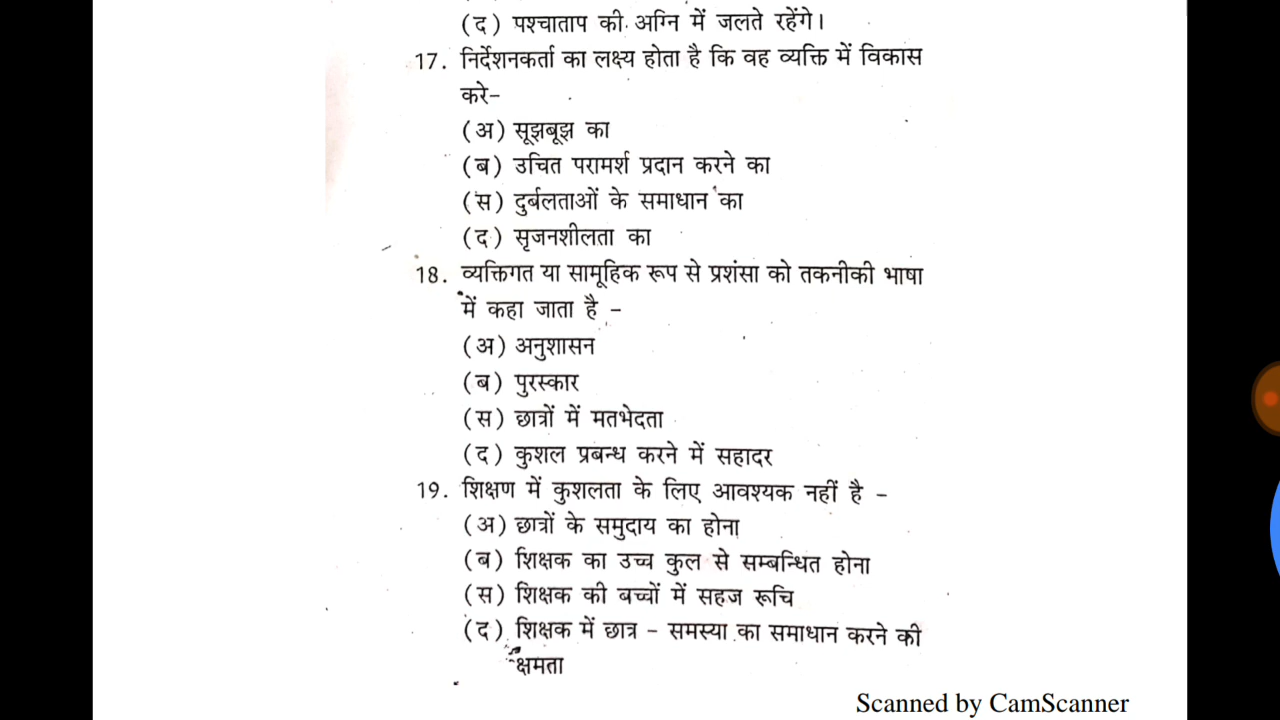 (द) पश्चाताप की अग्नि में जलते रहेंगे।
17. निर्देशनकर्ता का लक्ष्य होता है कि वह व्यक्ति में विकास
करे-
(अ) सूझबूझ का
(ब) उचित परामर्श प्रदान करने का
(स) दुर्बलताओं के समाधान का
(द) सृजनशीलता का
18. व्यक्तिगत या सामूहिक रूप से प्रशंसा को तकनीकी भाषा
में कहा जाता है -
(अ) अनुशासन
(ब) पुरस्कार
(स) छात्रों में मतभेदता
(द) कुशल प्रबन्ध करने में सहादर
19. शिक्षण में कुशलता के लिए आवश्यक नहीं है -
(अ) छात्रों के समुदाय का होना
(ब) शिक्षक का उच्च कुल से सम्बन्धित होना
(स) शिक्षक की बच्चों में सहज रूचि
(द) शिक्षक में छात्र - समस्या का समाधान करने की
क्षमता
Scanned by CamScanner